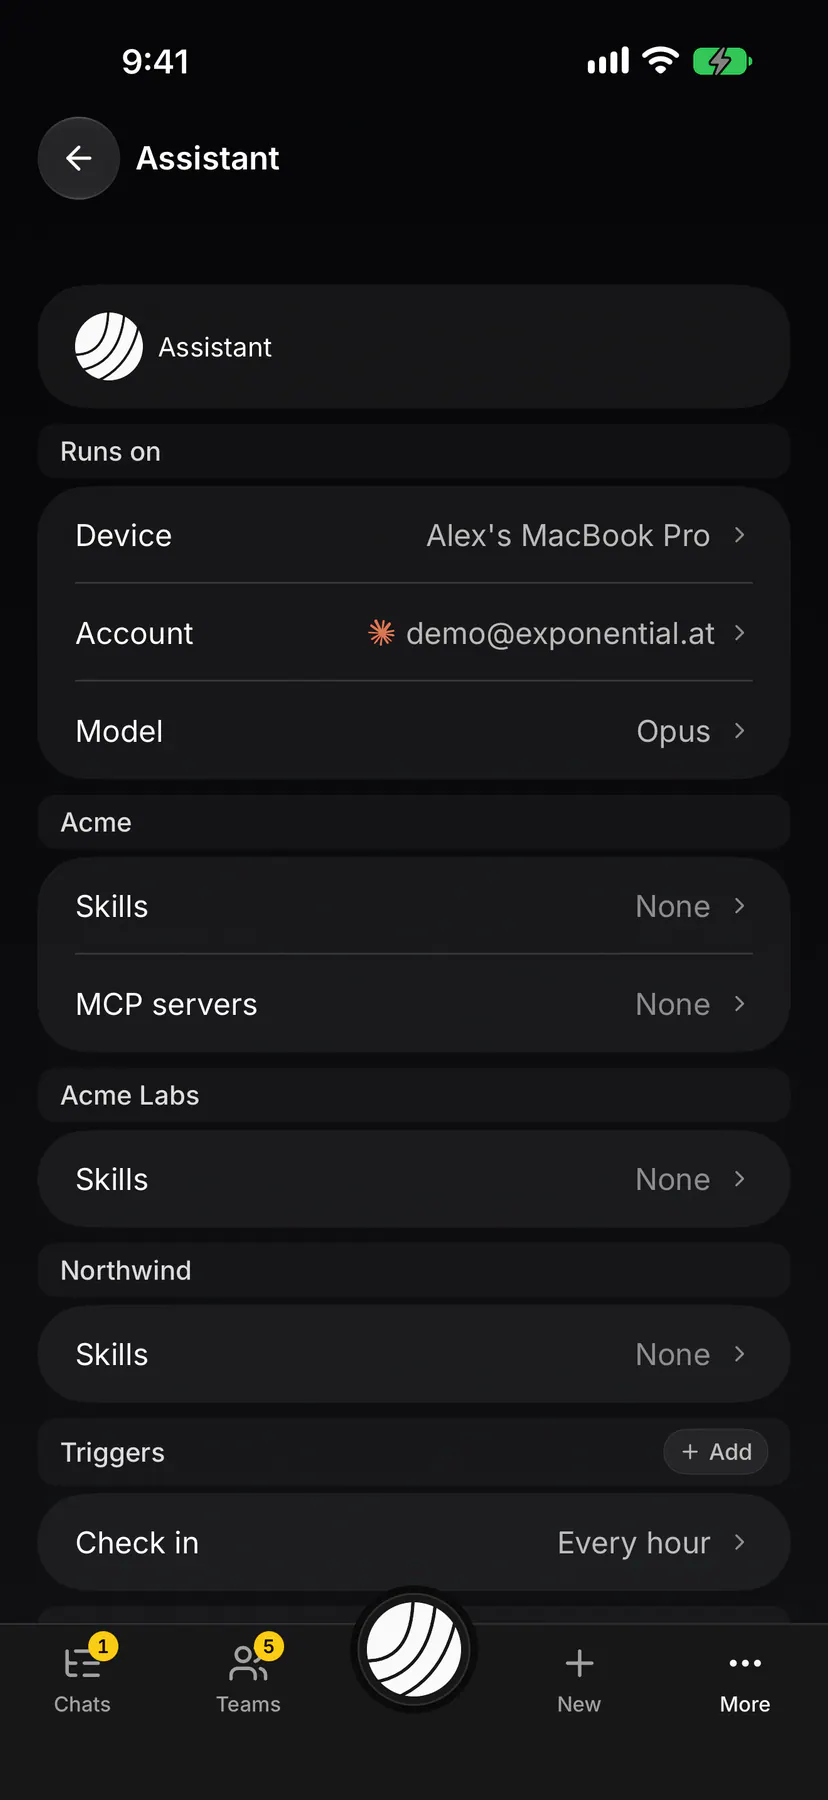 9:41
Assistant
Assistant
Runs on
Device Alex's MacBook Pro
Account demo@exponential.at
Model Opus
Acme
Skills None
MCP servers None
Acme Labs
Skills None
Northwind
Skills None
Triggers + Add
Check in Every hour
1 5
Chats Teams New More